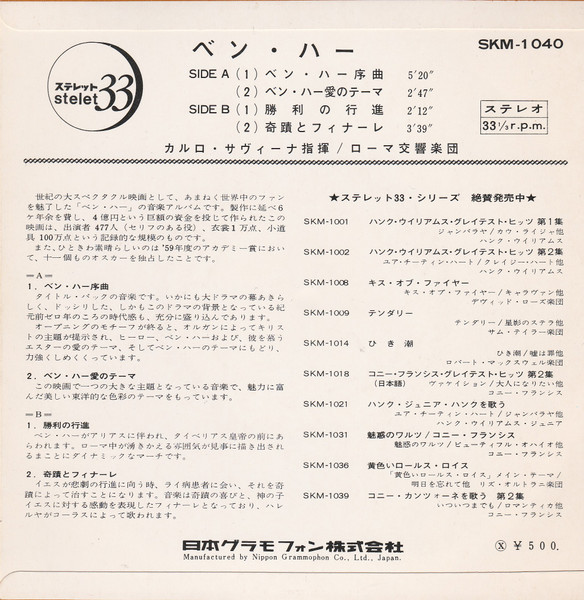 ベン・ハー
SKM-1040
ステレット
stelet 33
SIDE A (1) ベン・ハー序曲 5'20"
(2) ベン・ハー愛のテーマ 2'47"
SIDE B (1) 勝利の行進 2'12"
(2) 奇蹟とフィナーレ 3'39"
ステレオ
33 1/3 r.p.m.
カルロ・サヴィーナ指揮/ローマ交響楽団
世紀の大スペクタクル映画として、あまねく世界中のファ
ンを魅了した「ベン・ハー」の音楽アルバムです。製作に延べ6
ケ年余を費し、4億円という巨額の資金を投じて作られたこの
映画は、出演者477人(セリフのある役)、衣裳1万点、小道
具100万点という記録的な規模のものです。
また、ひときわ素晴らしいのは'59年度のアカデミー賞におい
て、十一個ものオスカーを独占したことです。
=A=
1.ベン・ハー序曲
タイトル・バックの音楽です。いかにも大ドラマの幕あきらし
く、ドッシリした、しかもこのドラマの背景となっている紀
元前ゼロ年のころの時代感も、充分に盛り込んであります。
オープニングのモチーフが終ると、オルガンによってキリス
トの主題が提示され、ヒーロー、ベン・ハーおよび、彼を慕う
エスターの愛のテーマ、そしてベン・ハーのテーマにもどり、
力強くしめくくっています。
2.ベン・ハー愛のテーマ
この映画で一つの大きな主題となっている音楽で、魅力に富
んだ美しい東洋的な色彩のテーマをもっています。
=B=
1.勝利の行進
ベン・ハーがアリアスに伴われ、タイベリアス皇帝の前にあ
らわれます。ローマ中が湧きかえる雰囲気が見事に描き出され
るまことにダイナミックなマーチです。
2.奇蹟とフィナーレ
イエスが悲劇の行進に向う時、ライ病患者に会い、それを奇
蹟によって治すことになります。音楽は奇蹟の喜びと、神の子
イエスに対する感動を表現したフィナーレとなっており、ハレ
ルヤがコーラスによって歌われます。
★ステレット33・シリーズ 絶賛発売中★
SKM-1001 ハンク・ウイリアムス・グレイテスト・ヒッツ 第1集
ジャンバラヤ/カウ・ライジャ他
ハンク・ウイリアムス
SKM-1002 ハンク・ウイリアムス・グレイテスト・ヒッツ 第2集
ユア・チーティン・ハート/クレイジー・ハート他
ハンク・ウイリアムス
SKM-1008 キス・オブ・ファイヤー
キス・オブ・ファイヤー/キャラヴァン他
デヴィッド・ローズ楽団
SKM-1009 テンダリー
テンダリー/星影のステラ他
サム・テイラー楽団
SKM-1014 ひき潮
ひき潮/嘘は罪他
ロバート・マックスウェル楽団
SKM-1018 コニー・フランシス・グレイテスト・ヒッツ 第2集
(日本語) ヴァケイション/大人になりたい他
コニー・フランシス
SKM-1021 ハンク・ジュニア・ハンクを歌う
ユア・チーティン・ハート/ジャンバラヤ他
ハンク・ウイリアムス・ジュニア
SKM-1031 魅惑のワルツ/コニー・フランシス
魅惑のワルツ/ビューティフル・オハイオ他
コニー・フランシス
SKM-1036 黄色いロールス・ロイス
「黄色いロールス・ロイス」メイン・テーマ/
明日を忘れて他 リズ・オルトラーニ楽団
SKM-1039 コニー・カンツォーネを歌う 第2集
いついつまでも/ロマンティカ他
コニー・フランシス
日本グラモフォン株式会社
Manufactured by Nippon Grammophon Co., Ltd., Japan.
Ⓧ ¥500.